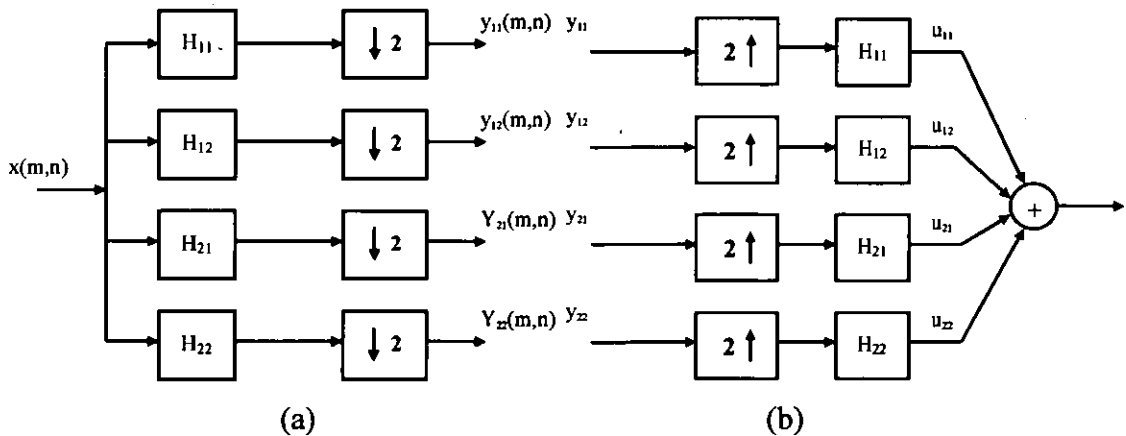 H11 ↓ 2 y11(m,n) y11 2 ↑ H11 u11
H12 ↓ 2 y12(m,n) y12 2 ↑ H12 u12
x(m,n) +
H21 ↓ 2 Y21(m,n) y21 2 ↑ H21 u21
H22 ↓ 2 Y22(m,n) y22 2 ↑ H22 u22
(a) (b)